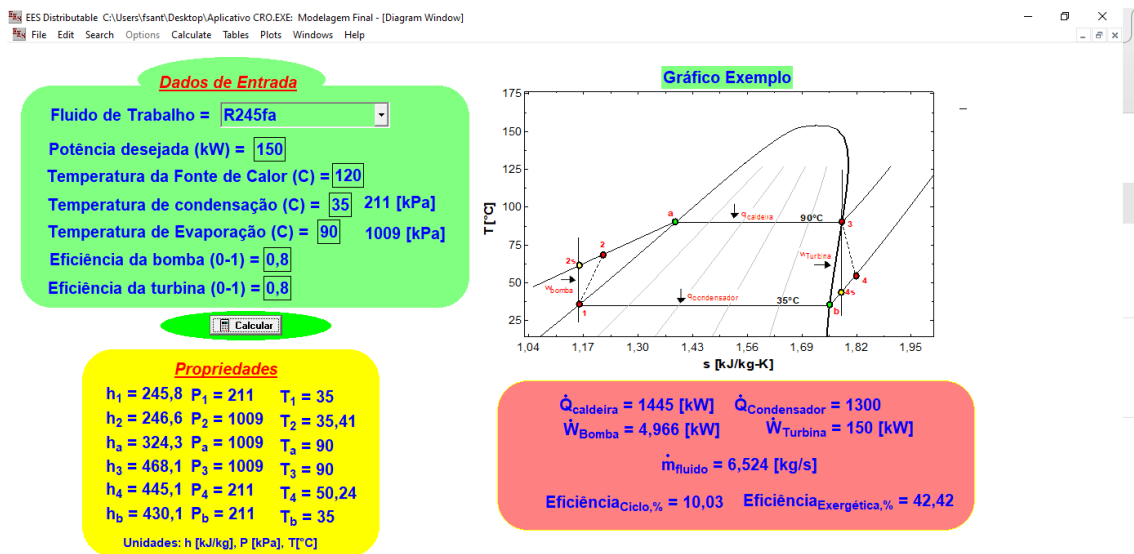 EES Distributable C:\Users\fsant\Desktop\Aplicativo CRO.EXE: Modelagem Final - [Diagram Window]
File Edit Search Options Calculate Tables Plots Windows Help
Dados de Entrada
Fluido de Trabalho = R245fa
Potência desejada (kW) = 150
Temperatura da Fonte de Calor (C) = 120
Temperatura de condensação (C) = 35 211 [kPa]
Temperatura de Evaporação (C) = 90 1009 [kPa]
Eficiência da bomba (0-1) = 0,8
Eficiência da turbina (0-1) = 0,8
Calcular
Propriedades
h1 = 245,8 P1 = 211 T1 = 35
h2 = 246,6 P2 = 1009 T2 = 35,41
ha = 324,3 Pa = 1009 Ta = 90
h3 = 468,1 P3 = 1009 T3 = 90
h4 = 445,1 P4 = 211 T4 = 50,24
hb = 430,1 Pb = 211 Tb = 35
Unidades: h [kJ/kg], P [kPa], T[°C]
Gráfico Exemplo
175
150
125
100
75
50
25
T [°C]
a
qcaldeira
90°C
3
2
2s
wbomba
1
wTurbina
4
4s
qcondensador
35°C
b
1,04 1,17 1,30 1,43 1,56 1,69 1,82 1,95
s [kJ/kg-K]
Q̇caldeira = 1445 [kW] Q̇Condensador = 1300
ẆBomba = 4,966 [kW] ẆTurbina = 150 [kW]
ṁfluido = 6,524 [kg/s]
EficiênciaCiclo,% = 10,03 EficiênciaExergética,% = 42,42